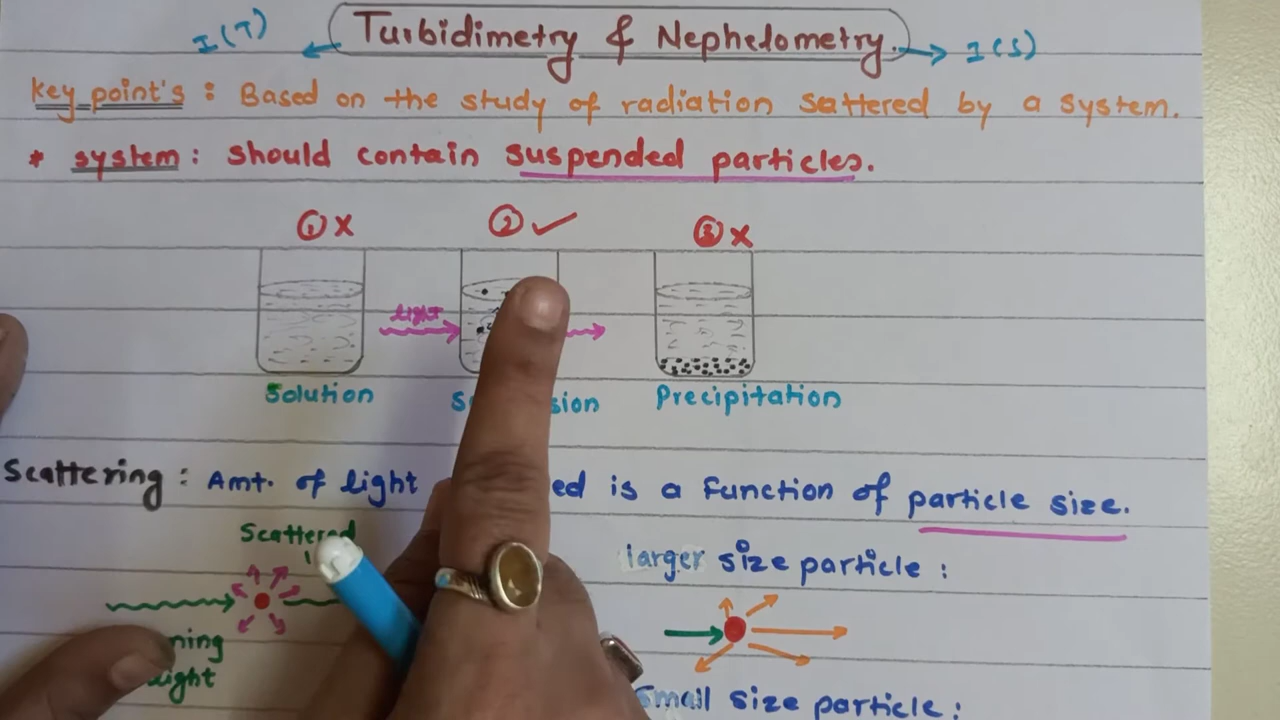 I(T) ← Turbidimetry & Nephelometry. → I(S)
Key point's : Based on the study of radiation scattered by a system.
* system : should contain suspended particles.
① × ② ✓ ③ ×
light
Solution Precipitation
Scattering : Amt. of light is a function of particle size.
Scattered
larger size particle :
light
Small size particle :